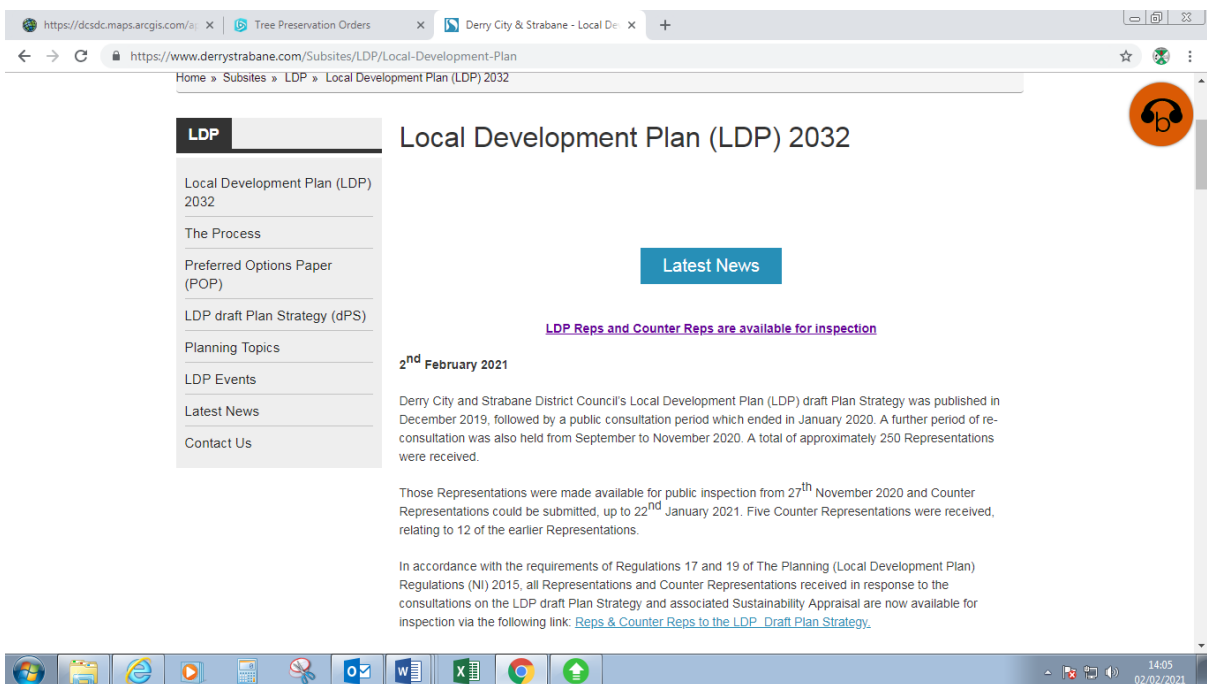 https://dcsdc.maps.arcgis.com/ap
Tree Preservation Orders
Derry City & Strabane - Local De
https://www.derrystrabane.com/Subsites/LDP/Local-Development-Plan
Home » Subsites » LDP » Local Development Plan (LDP) 2032
LDP
Local Development Plan (LDP)
2032
The Process
Preferred Options Paper
(POP)
LDP draft Plan Strategy (dPS)
Planning Topics
LDP Events
Latest News
Contact Us
Local Development Plan (LDP) 2032
Latest News
LDP Reps and Counter Reps are available for inspection
2nd February 2021
Derry City and Strabane District Council's Local Development Plan (LDP) draft Plan Strategy was published in
December 2019, followed by a public consultation period which ended in January 2020. A further period of re-
consultation was also held from September to November 2020. A total of approximately 250 Representations
were received.
Those Representations were made available for public inspection from 27th November 2020 and Counter
Representations could be submitted, up to 22nd January 2021. Five Counter Representations were received,
relating to 12 of the earlier Representations.
In accordance with the requirements of Regulations 17 and 19 of The Planning (Local Development Plan)
Regulations (NI) 2015, all Representations and Counter Representations received in response to the
consultations on the LDP draft Plan Strategy and associated Sustainability Appraisal are now available for
inspection via the following link: Reps & Counter Reps to the LDP Draft Plan Strategy.
b
14:05
02/02/2021